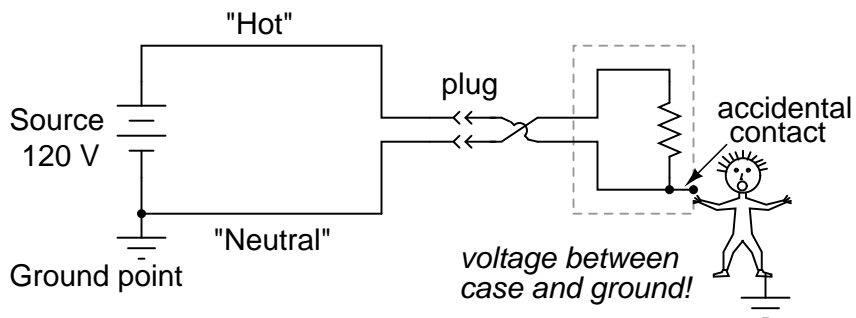 "Hot"
plug
Source
120 V
accidental
contact
"Neutral"
Ground point
voltage between
case and ground!